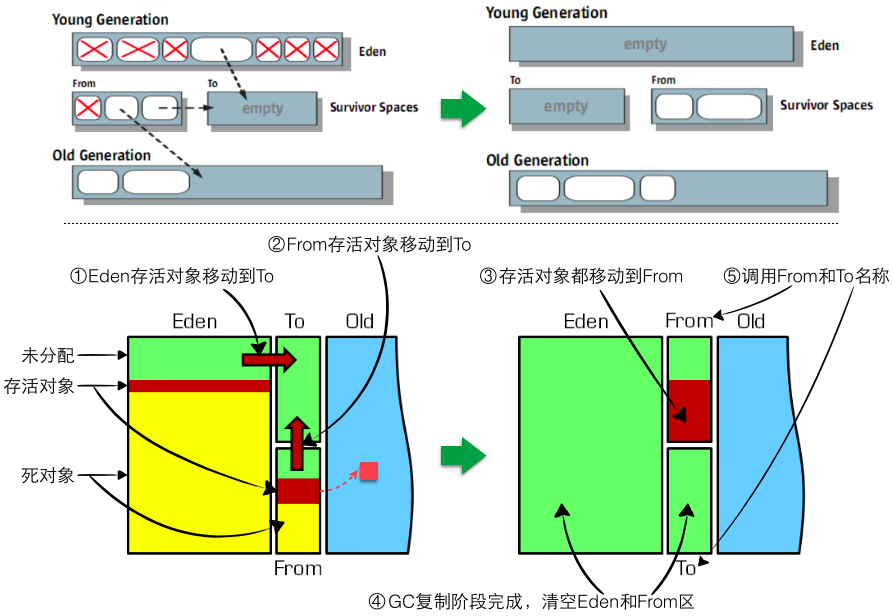 Young Generation
Eden
From
To
empty
Survivor Spaces
Old Generation
Young Generation
empty
Eden
To
From
empty
Survivor Spaces
Old Generation
②From存活对象移动到To
①Eden存活对象移动到To
③存活对象都移动到From
⑤调用From和To名称
Eden
To
Old
Eden
From
Old
未分配
存活对象
死对象
From
To
④GC复制阶段完成，清空Eden和From区